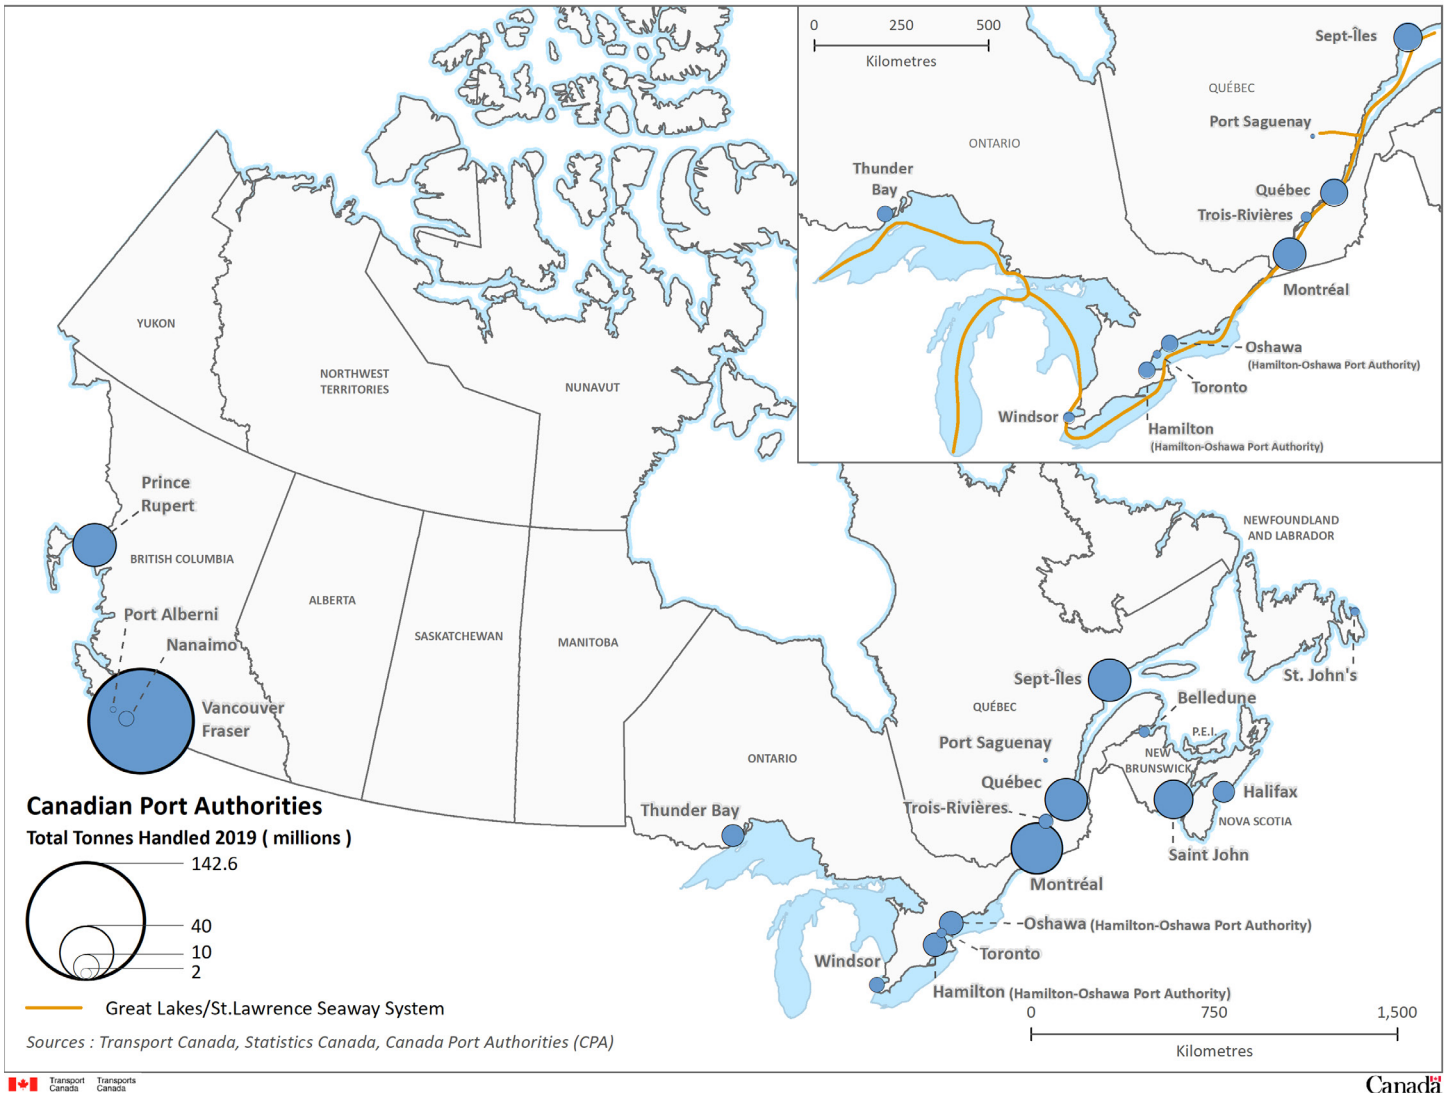 0 250 500
Kilometres
Sept-Îles
QUÉBEC
Port Saguenay
ONTARIO
Thunder
Bay
Québec
Trois-Rivières
Montréal
Oshawa
(Hamilton-Oshawa Port Authority)
Toronto
Windsor
Hamilton
(Hamilton-Oshawa Port Authority)
YUKON
NORTHWEST
TERRITORIES
NUNAVUT
Prince
Rupert
BRITISH COLUMBIA
Port Alberni
Nanaimo
Vancouver
Fraser
ALBERTA
SASKATCHEWAN
MANITOBA
ONTARIO
Thunder Bay
NEWFOUNDLAND
AND LABRADOR
St. John's
Sept-Îles
QUÉBEC
Belledune
P.E.I.
Port Saguenay
NEW
BRUNSWICK
Québec
Trois-Rivières
Halifax
NOVA SCOTIA
Saint John
Montréal
Oshawa (Hamilton-Oshawa Port Authority)
Toronto
Windsor
Hamilton (Hamilton-Oshawa Port Authority)
0 750 1,500
Kilometres
Canadian Port Authorities
Total Tonnes Handled 2019 ( millions )
142.6
40
10
2
Great Lakes/St.Lawrence Seaway System
Sources : Transport Canada, Statistics Canada, Canada Port Authorities (CPA)
Transport Transports
Canada Canada
Canada